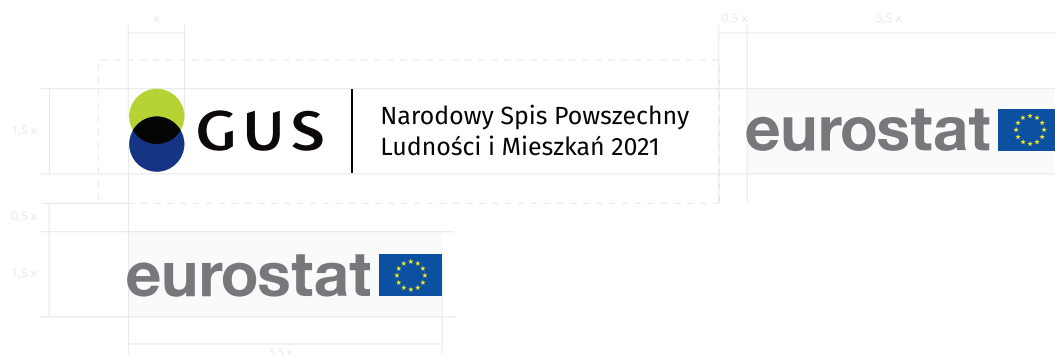 x
0,5 x
5,5 x
1,5 x
GUS
Narodowy Spis Powszechny
Ludności i Mieszkań 2021
eurostat
0,5 x
1,5 x
eurostat
5,5 x